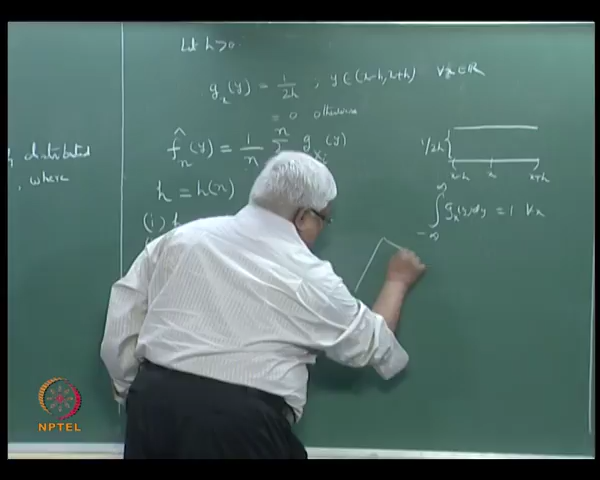 Let h>0
g_x(y) = 1/2h ; y ∈ (x-h, x+h) ∀x∈ℝ
= 0 otherwise
f̂_n(y) = 1/n Σ^n g_{X_i}(y)
h = h(n)
(i) h
distributed
, where
1/2h {
x-h x x+h
∫_{-∞}^{∞} g_x(y)dy = 1 ∀x
NPTEL